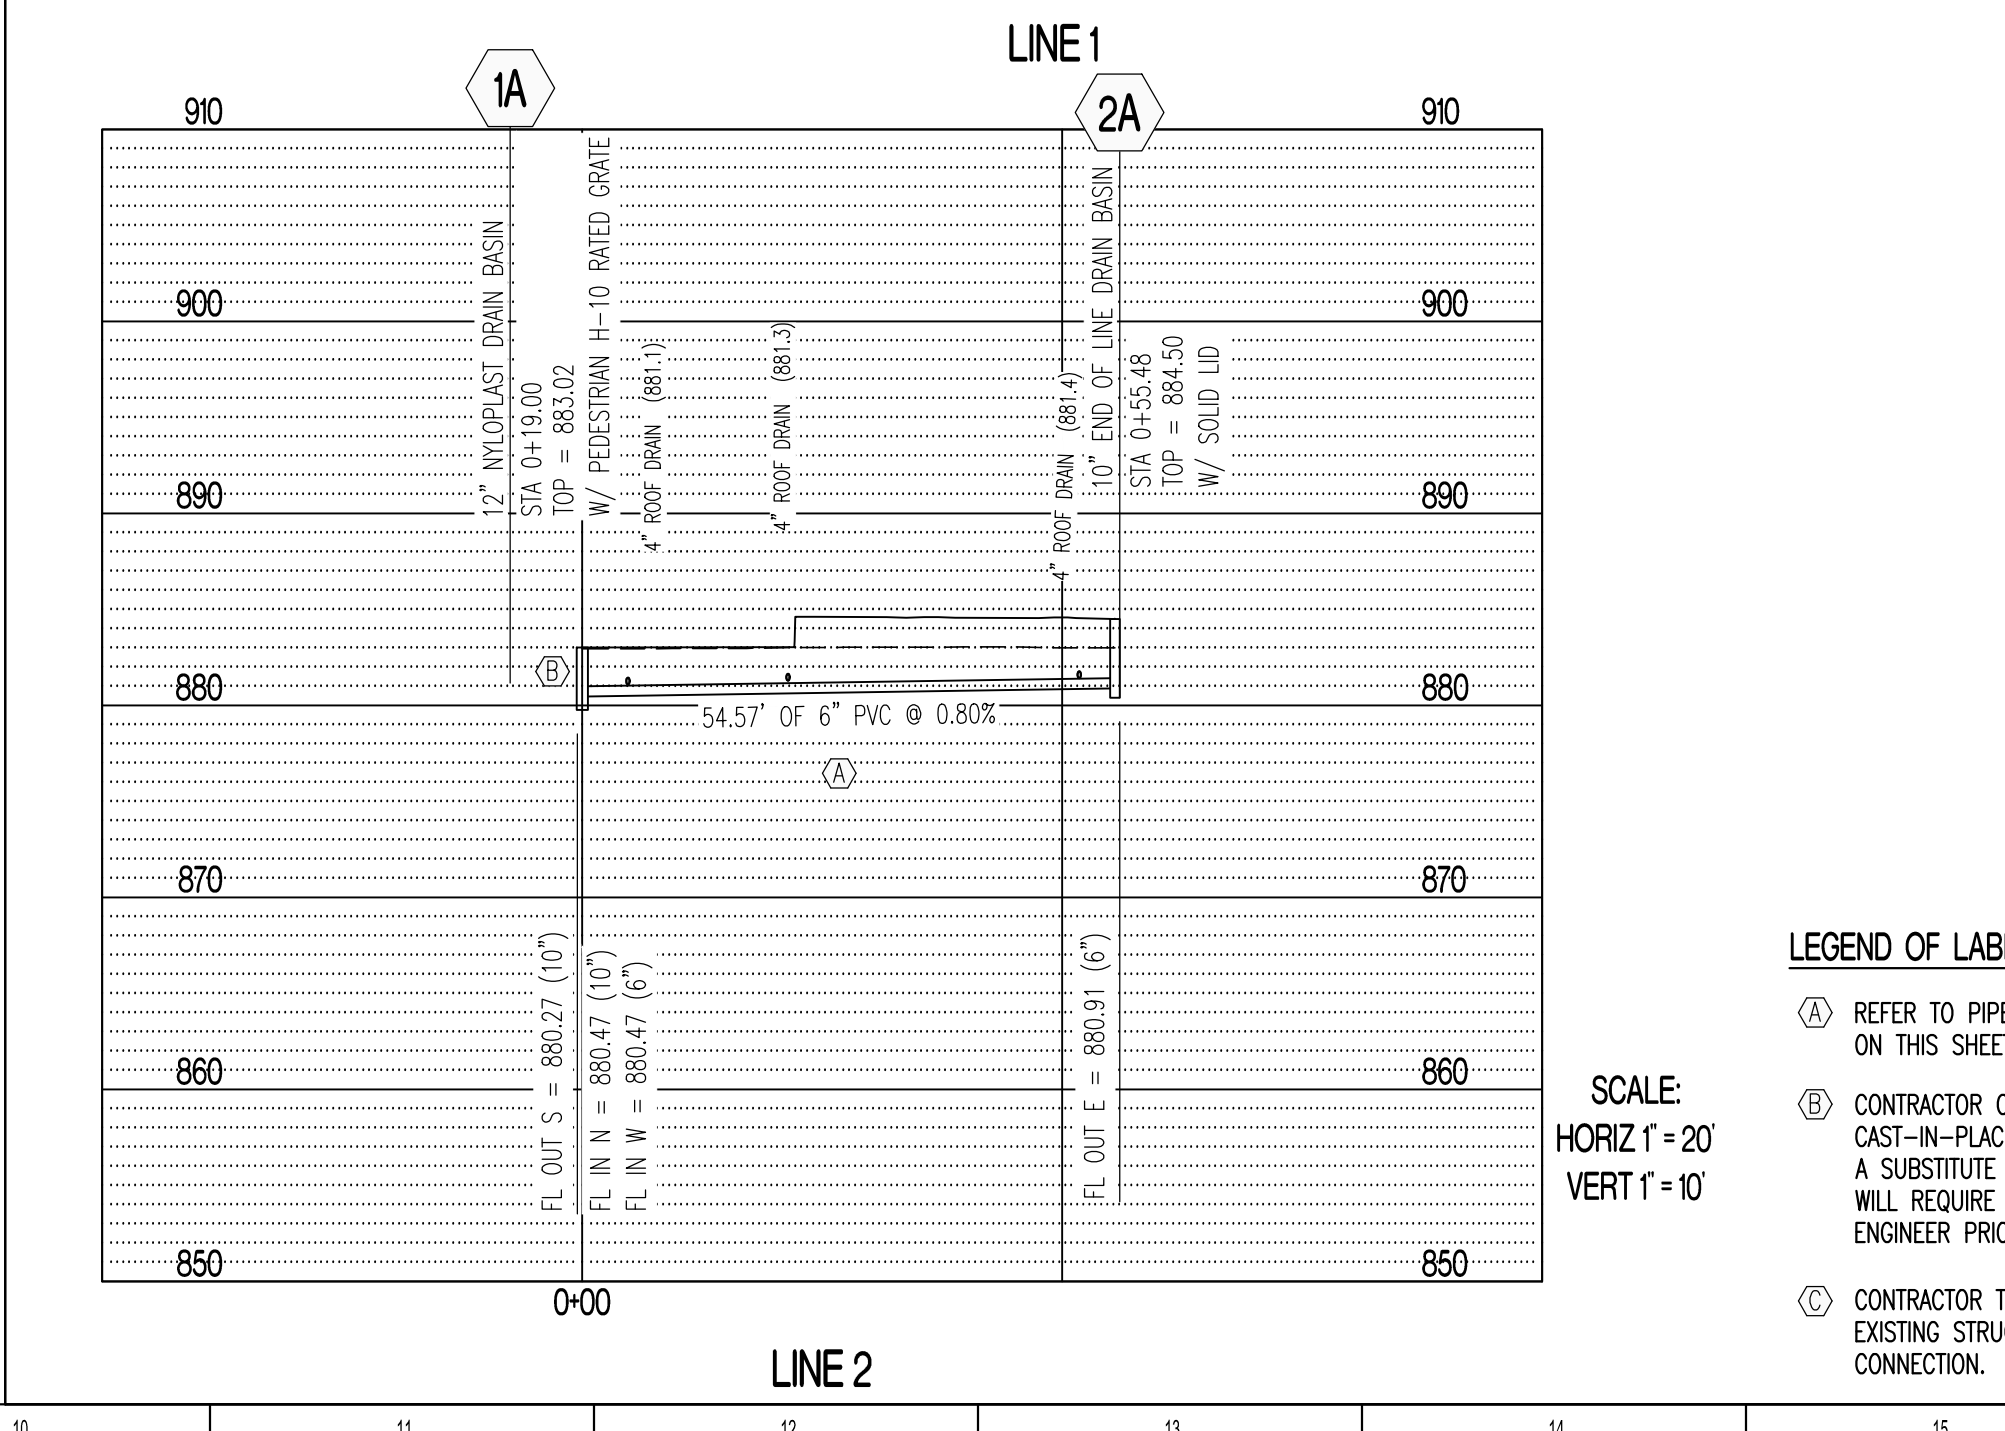 LINE 1
1A
2A
910
910
12" NYLOPLAST DRAIN BASIN
STA 0+19.00
TOP = 883.02
W/ PEDESTRIAN H-10 RATED GRATE
4" ROOF DRAIN (881.1)
4" ROOF DRAIN (881.3)
4" ROOF DRAIN (881.4)
10" END OF LINE DRAIN BASIN
STA 0+55.48
TOP = 884.50
W/ SOLID LID
900
900
890
890
B
880
880
54.57' OF 6" PVC @ 0.80%
A
870
870
FL OUT S = 880.27 (10")
FL IN N = 880.47 (10")
FL IN W = 880.47 (6")
FL OUT E = 880.91 (6")
860
860
850
850
0+00
SCALE:
HORIZ 1" = 20'
VERT 1" = 10'
LINE 2
LEGEND OF LAB
A REFER TO PIP
ON THIS SHEE
B CONTRACTOR
CAST-IN-PLAC
A SUBSTITUTE
WILL REQUIRE
ENGINEER PRI
C CONTRACTOR T
EXISTING STRU
CONNECTION.
10 11 12 13 14 15